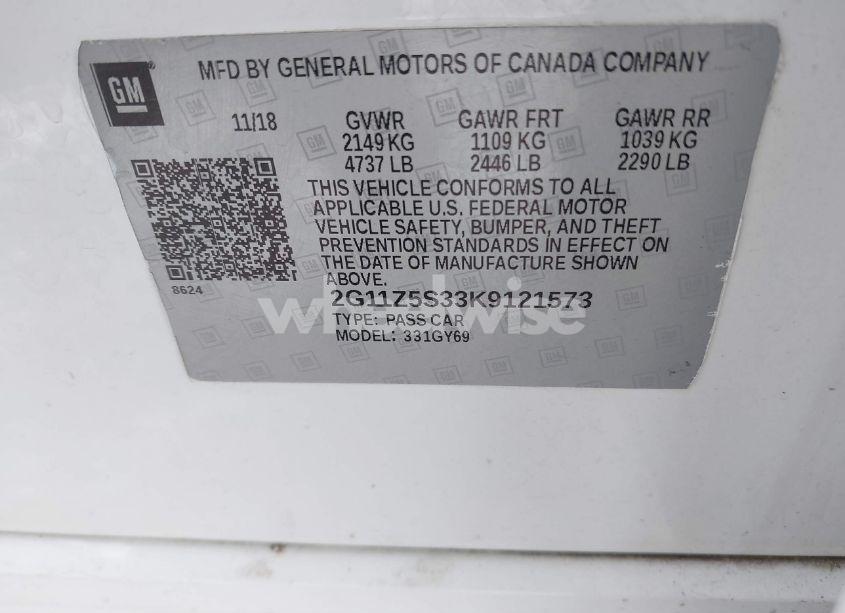 GM
MFD BY GENERAL MOTORS OF CANADA COMPANY
11/18 GVWR GAWR FRT GAWR RR
2149 KG 1109 KG 1039 KG
4737 LB 2446 LB 2290 LB
THIS VEHICLE CONFORMS TO ALL
APPLICABLE U.S. FEDERAL MOTOR
VEHICLE SAFETY, BUMPER, AND THEFT
PREVENTION STANDARDS IN EFFECT ON
THE DATE OF MANUFACTURE SHOWN
ABOVE.
8624
2G11Z5S33K9121573
wheelwise
TYPE: PASS CAR
MODEL: 331GY69